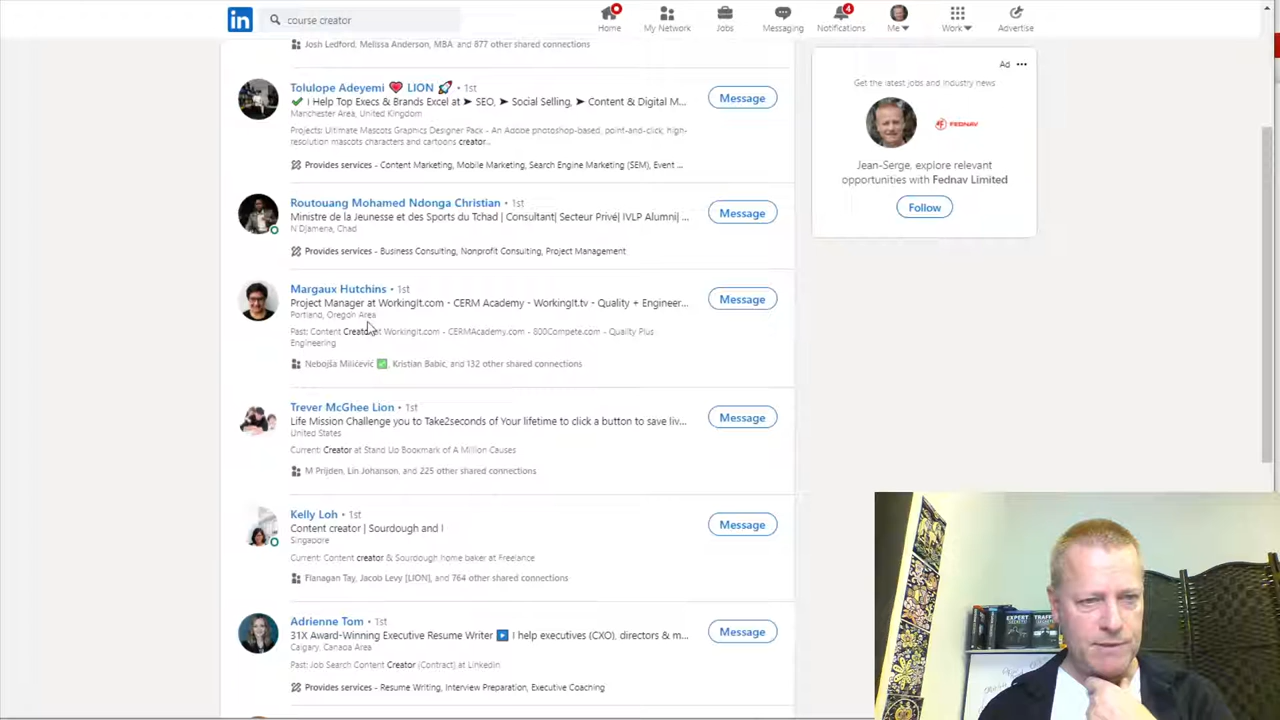 in
course creator
Home
My Network
Jobs
Messaging
4
Notifications
Me
Work
Advertise
Josh Ledford, Melissa Anderson, MBA and 877 other shared connections
Tolulope Adeyemi ❤️ LION 🚀 • 1st
✔ I Help Top Execs & Brands Excel at ➤ SEO, ➤ Social Selling, ➤ Content & Digital M...
Manchester Area, United Kingdom
Projects: Ultimate Mascots Graphics Designer Pack - An Adobe photoshop-based, point-and-click, high-
resolution mascots characters and cartoons creator...
Provides services - Content Marketing, Mobile Marketing, Search Engine Marketing (SEM), Event ...
Message
Routouang Mohamed Ndonga Christian • 1st
Ministre de la Jeunesse et des Sports du Tchad | Consultant| Secteur Privé| IVLP Alumni| ...
N'Djamena, Chad
Provides services - Business Consulting, Nonprofit Consulting, Project Management
Message
Margaux Hutchins • 1st
Project Manager at WorkingIt.com - CERM Academy - WorkingIt.tv - Quality + Engineer...
Portland, Oregon Area
Past: Content Creator at WorkingIt.com - CERMAcademy.com - 800Compete.com - Quality Plus
Engineering
Nebojša Milićević ✅, Kristian Babic, and 132 other shared connections
Message
Trever McGhee Lion • 1st
Life Mission Challenge you to Take2seconds of Your lifetime to click a button to save liv...
United States
Current: Creator at Stand Up Bookmark of A Million Causes
M Prijden, Lin Johanson, and 225 other shared connections
Message
Kelly Loh • 1st
Content creator | Sourdough and I
Singapore
Current: Content creator & Sourdough home baker at Freelance
Flanagan Tay, Jacob Levy [LION], and 764 other shared connections
Message
Adrienne Tom • 1st
31X Award-Winning Executive Resume Writer ▶ I help executives (CXO), directors & m...
Calgary, Canada Area
Past: Job Search Content Creator (Contract) at LinkedIn
Provides services - Resume Writing, Interview Preparation, Executive Coaching
Message
Ad •••
Get the latest jobs and industry news
FEDNAV
Jean-Serge, explore relevant
opportunities with Fednav Limited
Follow
EXPERT
SECRETS
TRAFFIC
SECRETS